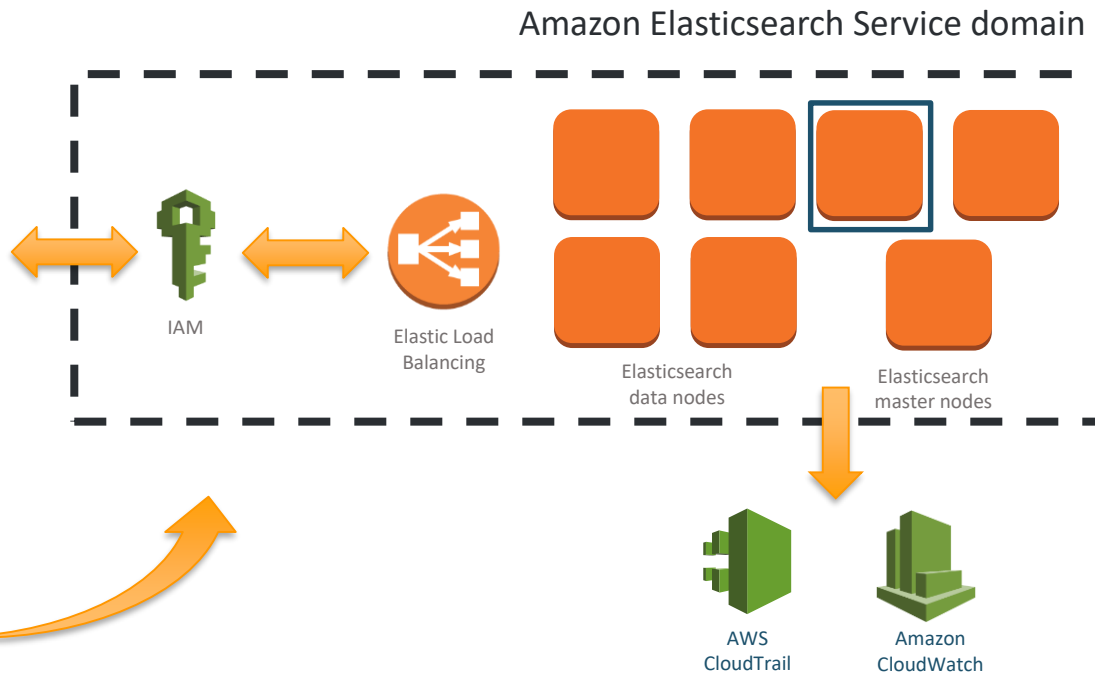 Amazon Elasticsearch Service domain
IAM
Elastic Load
Balancing
Elasticsearch
data nodes
Elasticsearch
master nodes
AWS
CloudTrail
Amazon
CloudWatch